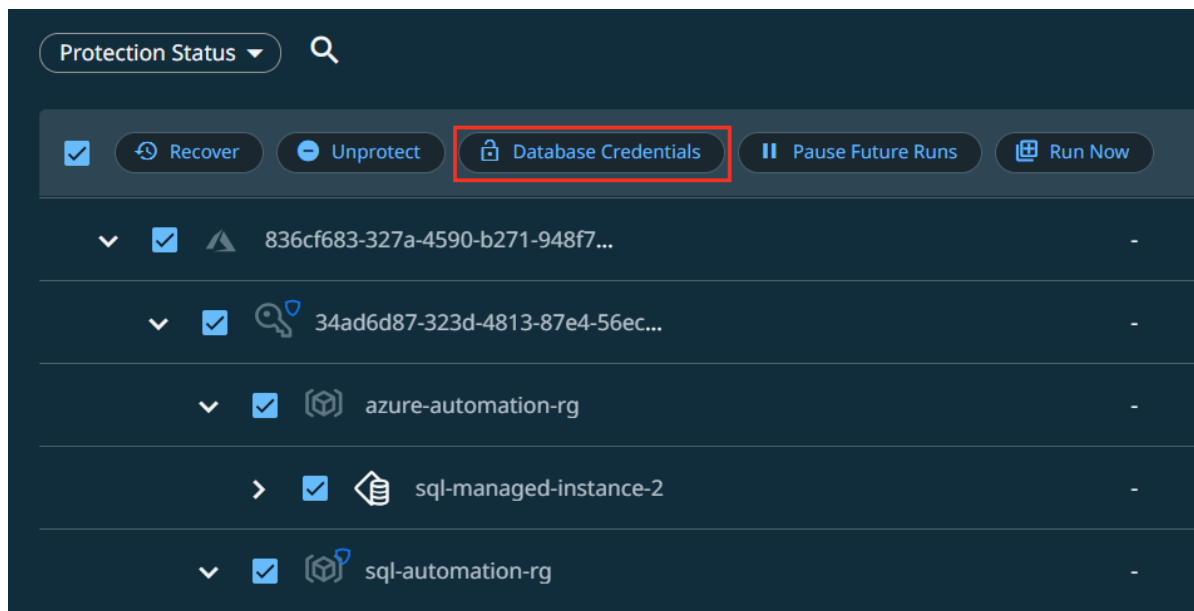 Protection Status
Recover Unprotect Database Credentials Pause Future Runs Run Now
836cf683-327a-4590-b271-948f7... -
34ad6d87-323d-4813-87e4-56ec... -
azure-automation-rg -
sql-managed-instance-2 -
sql-automation-rg -